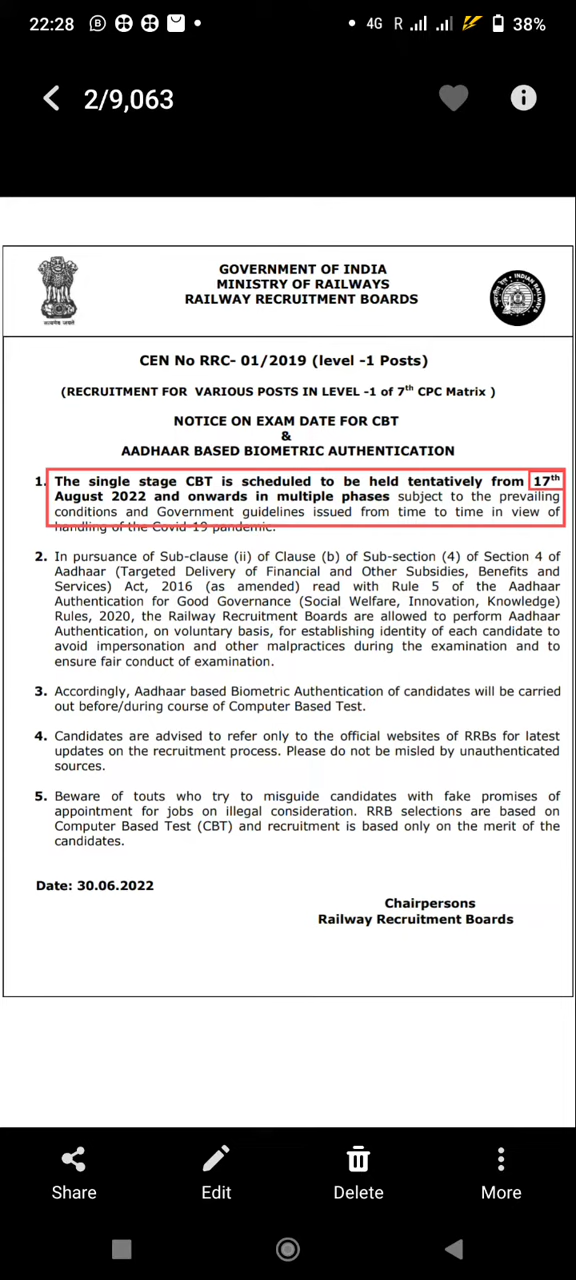 22:28
4G R 38%
2/9,063
GOVERNMENT OF INDIA
MINISTRY OF RAILWAYS
RAILWAY RECRUITMENT BOARDS
सत्यमेव जयते
INDIAN RAILWAYS
भारतीय रेल
CEN No RRC- 01/2019 (level -1 Posts)
(RECRUITMENT FOR VARIOUS POSTS IN LEVEL -1 of 7th CPC Matrix )
NOTICE ON EXAM DATE FOR CBT
&
AADHAAR BASED BIOMETRIC AUTHENTICATION
1. The single stage CBT is scheduled to be held tentatively from 17th
August 2022 and onwards in multiple phases subject to the prevailing
conditions and Government guidelines issued from time to time in view of
handling of the Covid-19 pandemic.
2. In pursuance of Sub-clause (ii) of Clause (b) of Sub-section (4) of Section 4 of
Aadhaar (Targeted Delivery of Financial and Other Subsidies, Benefits and
Services) Act, 2016 (as amended) read with Rule 5 of the Aadhaar
Authentication for Good Governance (Social Welfare, Innovation, Knowledge)
Rules, 2020, the Railway Recruitment Boards are allowed to perform Aadhaar
Authentication, on voluntary basis, for establishing identity of each candidate to
avoid impersonation and other malpractices during the examination and to
ensure fair conduct of examination.
3. Accordingly, Aadhaar based Biometric Authentication of candidates will be carried
out before/during course of Computer Based Test.
4. Candidates are advised to refer only to the official websites of RRBs for latest
updates on the recruitment process. Please do not be misled by unauthenticated
sources.
5. Beware of touts who try to misguide candidates with fake promises of
appointment for jobs on illegal consideration. RRB selections are based on
Computer Based Test (CBT) and recruitment is based only on the merit of the
candidates.
Date: 30.06.2022
Chairpersons
Railway Recruitment Boards
Share Edit Delete More